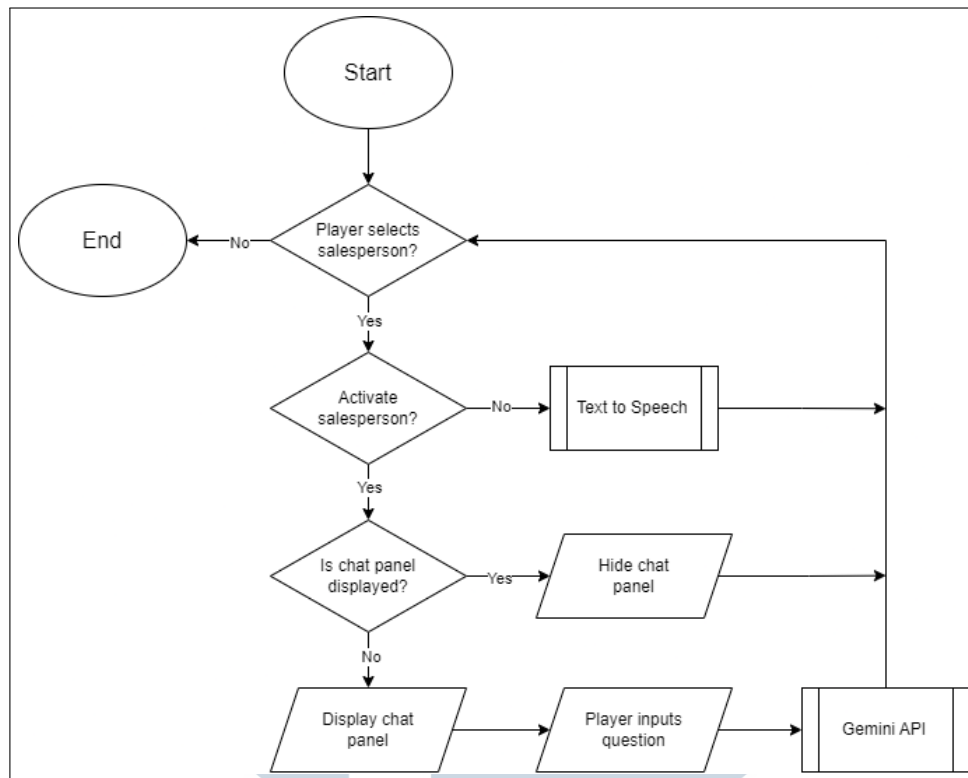 Start
End
No
Player selects
salesperson?
Yes
Activate
salesperson?
No
Text to Speech
Yes
Is chat panel
displayed?
Yes
Hide chat
panel
No
Display chat
panel
Player inputs
question
Gemini API